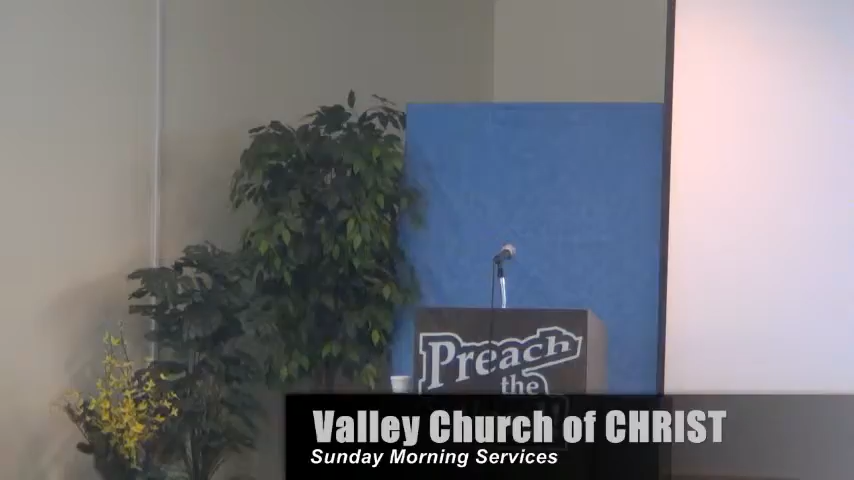 Preach
the
Valley Church of CHRIST
Sunday Morning Services